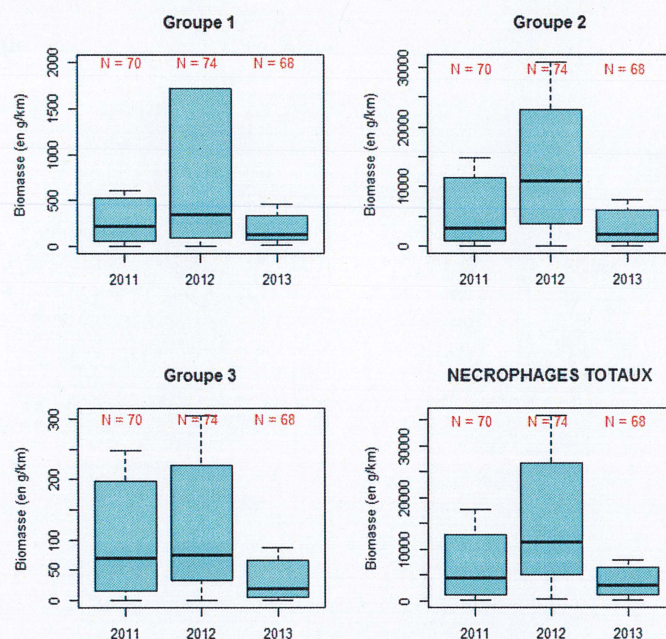 Groupe 1
N = 70 N = 74 N = 68
Biomasse (en g/km)
2000
1500
1000
500
0
2011 2012 2013
Groupe 2
N = 70 N = 74 N = 68
Biomasse (en g/km)
30000
20000
10000
0
2011 2012 2013
Groupe 3
N = 70 N = 74 N = 68
Biomasse (en g/km)
300
200
100
50
0
2011 2012 2013
NECROPHAGES TOTAUX
N = 70 N = 74 N = 68
Biomasse (en g/km)
30000
20000
10000
0
2011 2012 2013